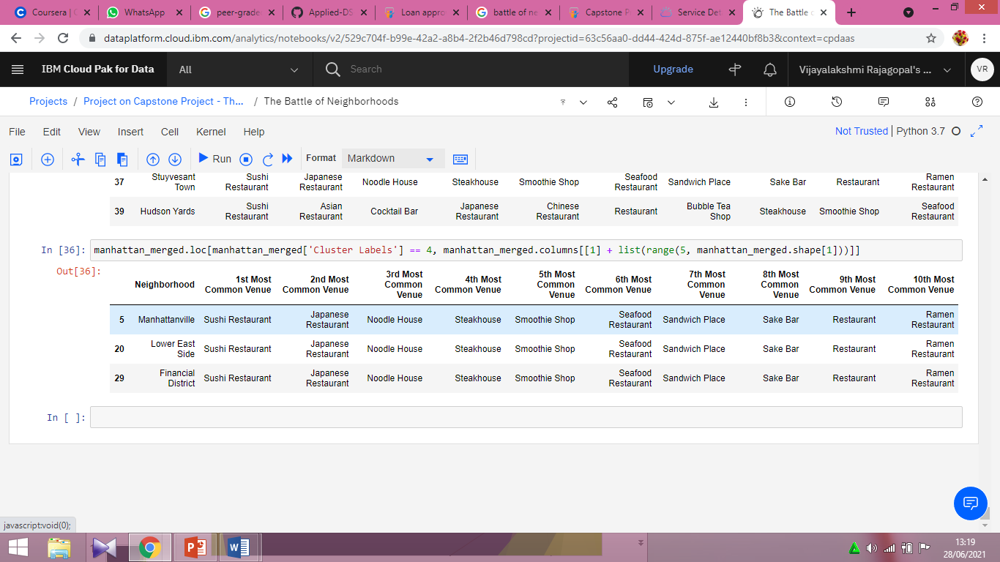 Coursera | C
WhatsApp
peer-grade
Applied-DS
Loan appro
battle of ne
Capstone P
Service Det
The Battle o
dataplatform.cloud.ibm.com/analytics/notebooks/v2/529c704f-b99e-42a2-a8b4-2f2b46d798cd?projectid=63c56aa0-dd44-424d-875f-ae12440bf8b3&context=cpdaas
IBM Cloud Pak for Data
All
Search
Upgrade
Vijayalakshmi Rajagopal's ...
VR
Projects / Project on Capstone Project - Th... / The Battle of Neighborhoods
File Edit View Insert Cell Kernel Help
Not Trusted | Python 3.7
Run
Format
Markdown
37 Stuyvesant Town Sushi Restaurant Japanese Restaurant Noodle House Steakhouse Smoothie Shop Seafood Restaurant Sandwich Place Sake Bar Restaurant Ramen Restaurant
39 Hudson Yards Sushi Restaurant Asian Restaurant Cocktail Bar Japanese Restaurant Chinese Restaurant Restaurant Bubble Tea Shop Steakhouse Smoothie Shop Seafood Restaurant
In [36]: manhattan_merged.loc[manhattan_merged['Cluster Labels'] == 4, manhattan_merged.columns[[1] + list(range(5, manhattan_merged.shape[1]))]]
Out[36]:
Neighborhood 1st Most Common Venue 2nd Most Common Venue 3rd Most Common Venue 4th Most Common Venue 5th Most Common Venue 6th Most Common Venue 7th Most Common Venue 8th Most Common Venue 9th Most Common Venue 10th Most Common Venue
5 Manhattanville Sushi Restaurant Japanese Restaurant Noodle House Steakhouse Smoothie Shop Seafood Restaurant Sandwich Place Sake Bar Restaurant Ramen Restaurant
20 Lower East Side Sushi Restaurant Japanese Restaurant Noodle House Steakhouse Smoothie Shop Seafood Restaurant Sandwich Place Sake Bar Restaurant Ramen Restaurant
29 Financial District Sushi Restaurant Japanese Restaurant Noodle House Steakhouse Smoothie Shop Seafood Restaurant Sandwich Place Sake Bar Restaurant Ramen Restaurant
In [ ]:
javascript:void(0);
13:19
28/06/2021